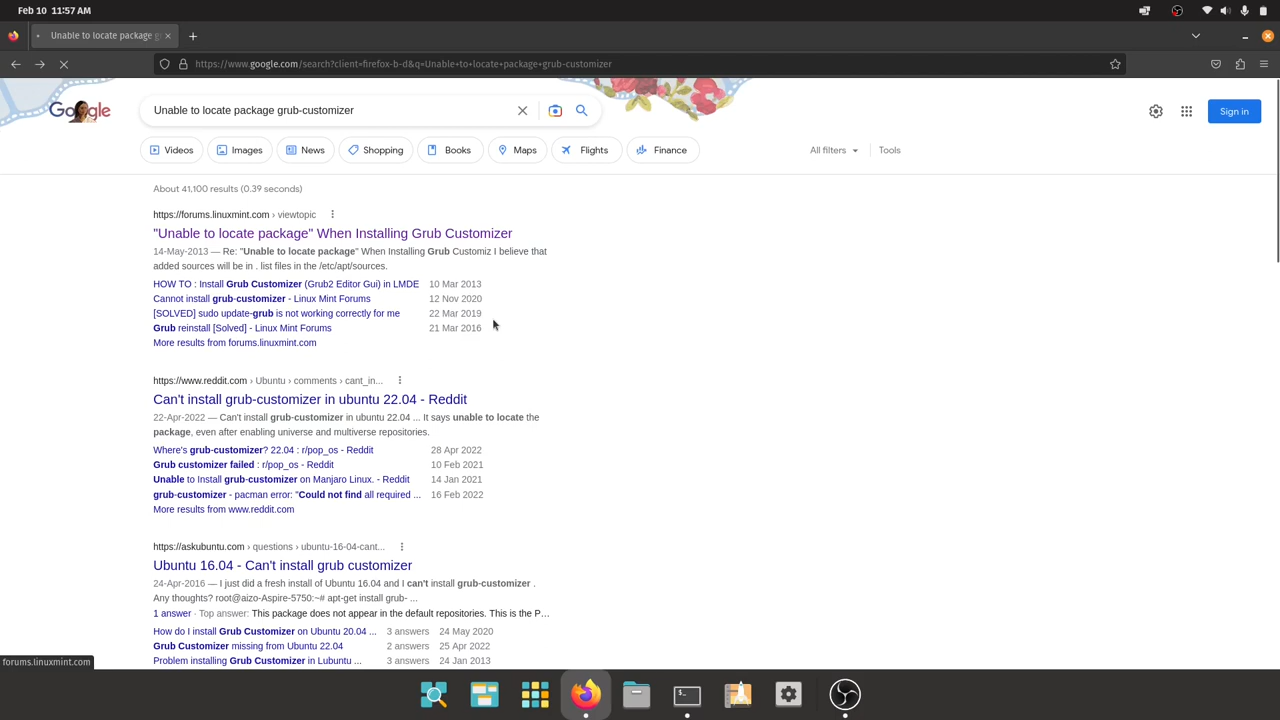 Feb 10 11:57 AM
Unable to locate package g
https://www.google.com/search?client=firefox-b-d&q=Unable+to+locate+package+grub-customizer
Google
Unable to locate package grub-customizer
Sign in
Videos
Images
News
Shopping
Books
Maps
Flights
Finance
All filters
Tools
About 41,100 results (0.39 seconds)
https://forums.linuxmint.com › viewtopic
"Unable to locate package" When Installing Grub Customizer
14-May-2013 — Re: "Unable to locate package" When Installing Grub Customiz I believe that
added sources will be in . list files in the /etc/apt/sources.
HOW TO : Install Grub Customizer (Grub2 Editor Gui) in LMDE 10 Mar 2013
Cannot install grub-customizer - Linux Mint Forums 12 Nov 2020
[SOLVED] sudo update-grub is not working correctly for me 22 Mar 2019
Grub reinstall [Solved] - Linux Mint Forums 21 Mar 2016
More results from forums.linuxmint.com
https://www.reddit.com › Ubuntu › comments › cant_in...
Can't install grub-customizer in ubuntu 22.04 - Reddit
22-Apr-2022 — Can't install grub-customizer in ubuntu 22.04 ... It says unable to locate the
package, even after enabling universe and multiverse repositories.
Where's grub-customizer? 22.04 : r/pop_os - Reddit 28 Apr 2022
Grub customizer failed : r/pop_os - Reddit 10 Feb 2021
Unable to Install grub-customizer on Manjaro Linux. - Reddit 14 Jan 2021
grub-customizer - pacman error: "Could not find all required ... 16 Feb 2022
More results from www.reddit.com
https://askubuntu.com › questions › ubuntu-16-04-cant...
Ubuntu 16.04 - Can't install grub customizer
24-Apr-2016 — I just did a fresh install of Ubuntu 16.04 and I can't install grub-customizer .
Any thoughts? root@aizo-Aspire-5750:~# apt-get install grub- ...
1 answer · Top answer: This package does not appear in the default repositories. This is the P…
How do I install Grub Customizer on Ubuntu 20.04 ... 3 answers 24 May 2020
Grub Customizer missing from Ubuntu 22.04 2 answers 25 Apr 2022
Problem installing Grub Customizer in Lubuntu ... 3 answers 24 Jan 2013
forums.linuxmint.com